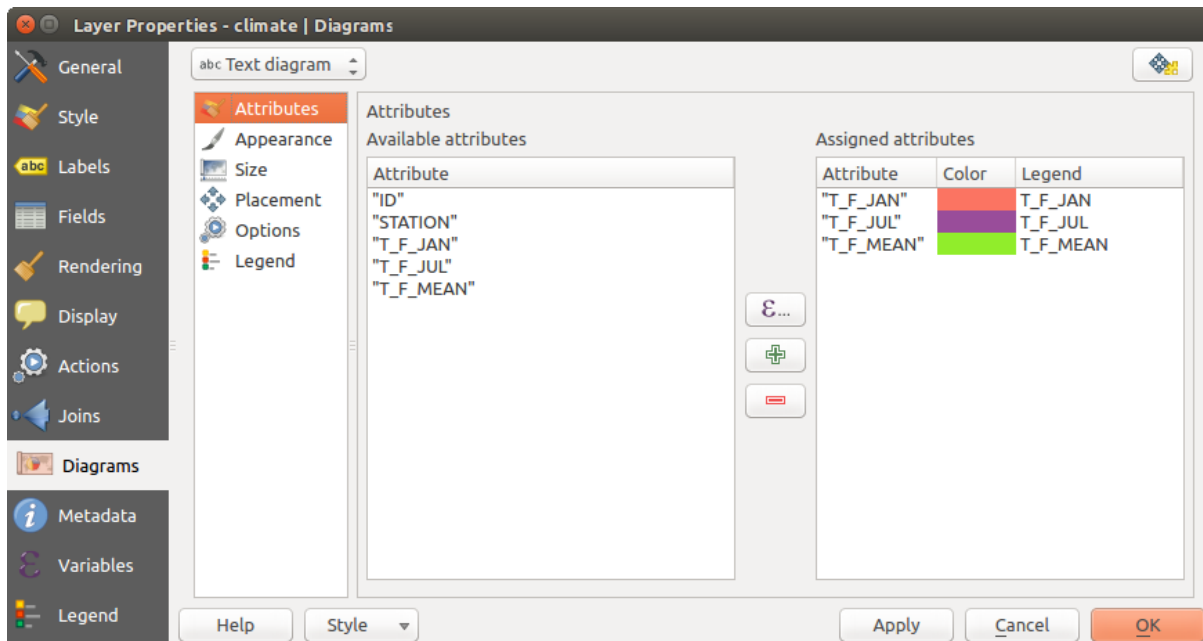 Layer Properties - climate | Diagrams
General
Style
abc Labels
Fields
Rendering
Display
Actions
Joins
Diagrams
Metadata
Variables
Legend
abc Text diagram
Attributes
Appearance
Size
Placement
Options
Legend
Attributes
Available attributes
Attribute
"ID"
"STATION"
"T_F_JAN"
"T_F_JUL"
"T_F_MEAN"
ε...
Assigned attributes
Attribute Color Legend
"T_F_JAN" T_F_JAN
"T_F_JUL" T_F_JUL
"T_F_MEAN" T_F_MEAN
Help Style Apply Cancel OK